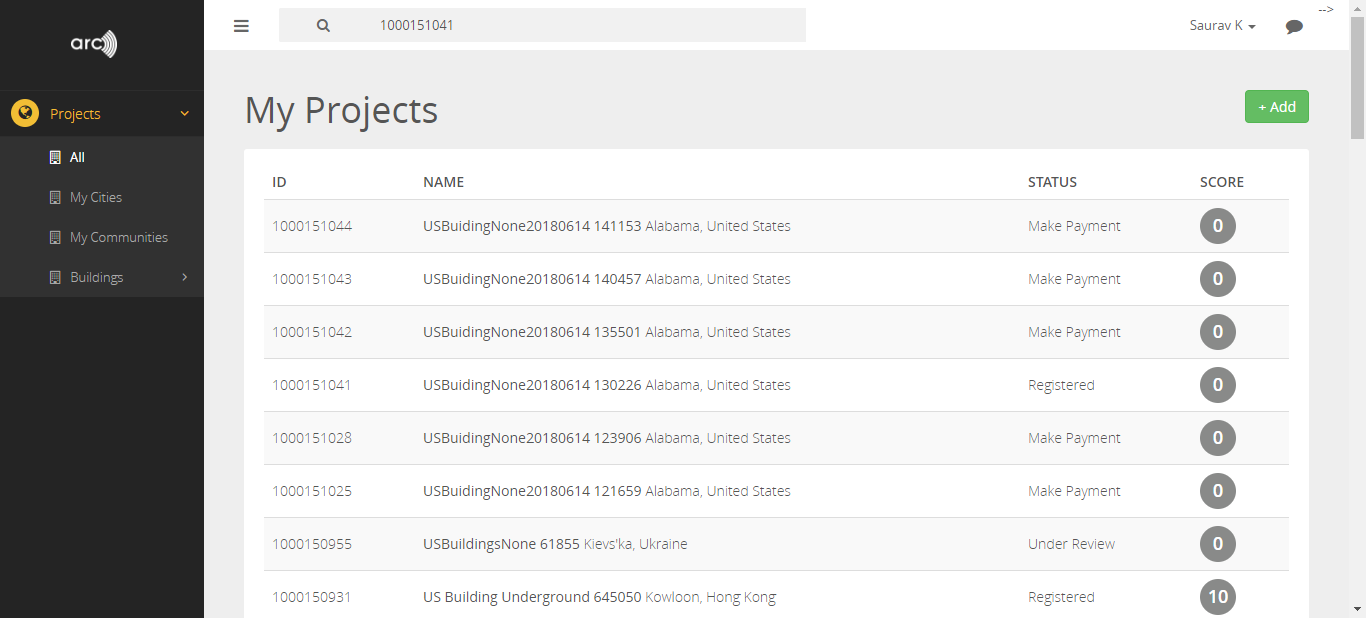 arc
1000151041
Saurav K
-->
Projects
All
My Cities
My Communities
Buildings
My Projects
+ Add
ID NAME STATUS SCORE
1000151044 USBuidingNone20180614 141153 Alabama, United States Make Payment 0
1000151043 USBuidingNone20180614 140457 Alabama, United States Make Payment 0
1000151042 USBuidingNone20180614 135501 Alabama, United States Make Payment 0
1000151041 USBuidingNone20180614 130226 Alabama, United States Registered 0
1000151028 USBuidingNone20180614 123906 Alabama, United States Make Payment 0
1000151025 USBuidingNone20180614 121659 Alabama, United States Make Payment 0
1000150955 USBuildingsNone 61855 Kievs'ka, Ukraine Under Review 0
1000150931 US Building Underground 645050 Kowloon, Hong Kong Registered 10